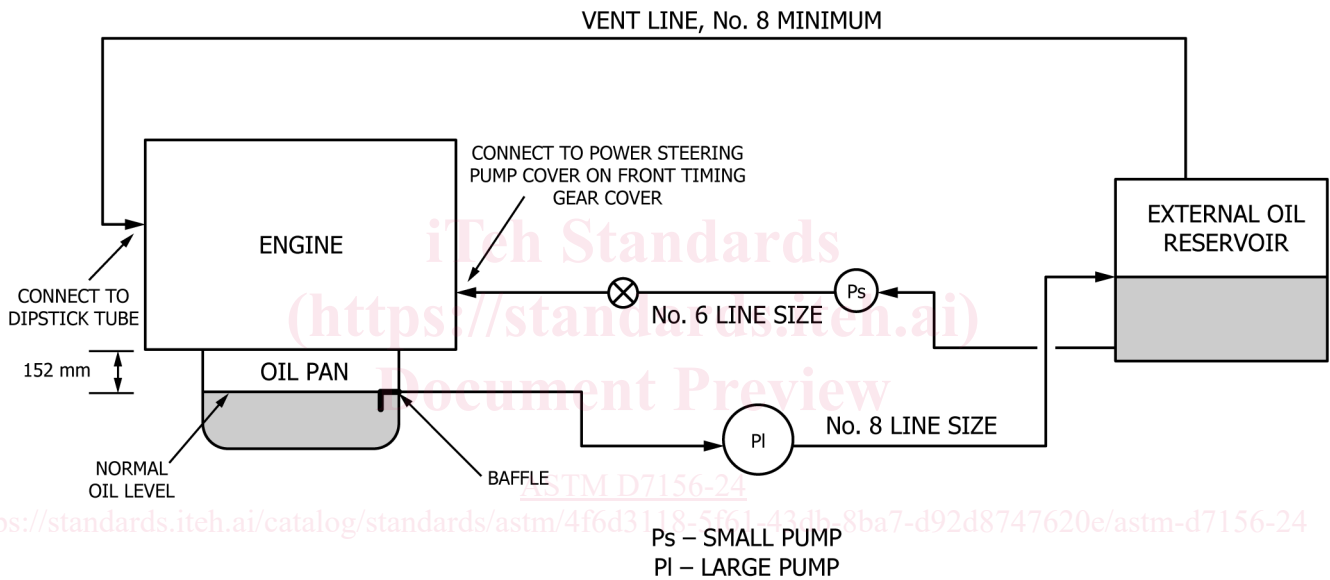 VENT LINE, No. 8 MINIMUM
CONNECT TO POWER STEERING
PUMP COVER ON FRONT TIMING
GEAR COVER
ENGINE
EXTERNAL OIL
RESERVOIR
iTeh Standards
CONNECT TO
DIPSTICK TUBE
Ps
No. 6 LINE SIZE
(https://standards.iteh.ai)
152 mm
OIL PAN
Document Preview
Pl
No. 8 LINE SIZE
NORMAL
OIL LEVEL
BAFFLE
ASTM D7156-24
ps://standards.iteh.ai/catalog/standards/astm/4f6d3118-5f61-43db-8ba7-d92d8747620e/astm-d7156-24
Ps – SMALL PUMP
Pl – LARGE PUMP